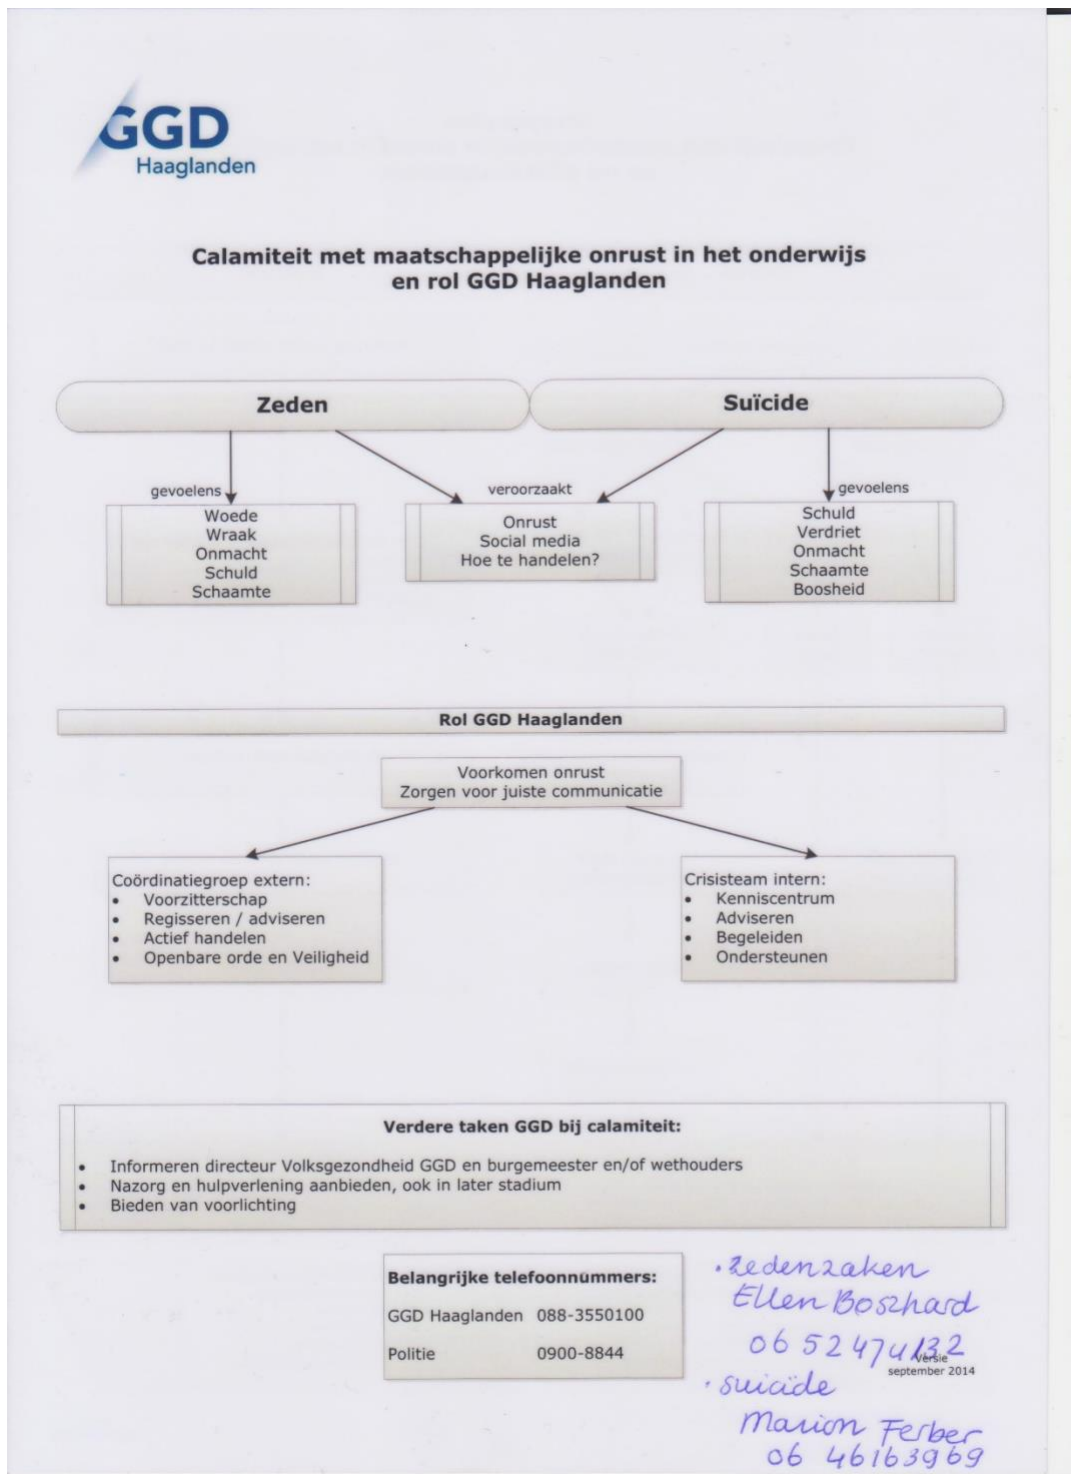 GGD
Haaglanden
Calamiteit met maatschappelijke onrust in het onderwijs
en rol GGD Haaglanden
Zeden
Suïcide
gevoelens
veroorzaakt
gevoelens
Woede
Wraak
Onmacht
Schuld
Schaamte
Onrust
Social media
Hoe te handelen?
Schuld
Verdriet
Onmacht
Schaamte
Boosheid
Rol GGD Haaglanden
Voorkomen onrust
Zorgen voor juiste communicatie
Coördinatiegroep extern:
• Voorzitterschap
• Regisseren / adviseren
• Actief handelen
• Openbare orde en Veiligheid
Crisisteam intern:
• Kenniscentrum
• Adviseren
• Begeleiden
• Ondersteunen
Verdere taken GGD bij calamiteit:
• Informeren directeur Volksgezondheid GGD en burgemeester en/of wethouders
• Nazorg en hulpverlening aanbieden, ook in later stadium
• Bieden van voorlichting
Belangrijke telefoonnummers:
GGD Haaglanden 088-3550100
Politie 0900-8844
• zedenzaken
Ellen Boszhard
06 52474132
Versie
september 2014
• suicïde
Marion Ferber
06 46163969